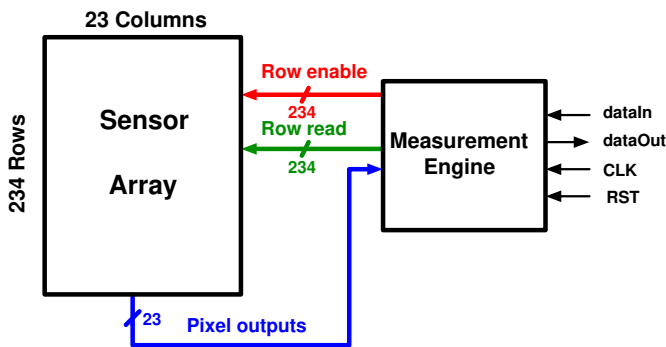 23 Columns
234 Rows
Sensor
Array
Row enable
234
Row read
234
Measurement
Engine
dataIn
dataOut
CLK
RST
23
Pixel outputs